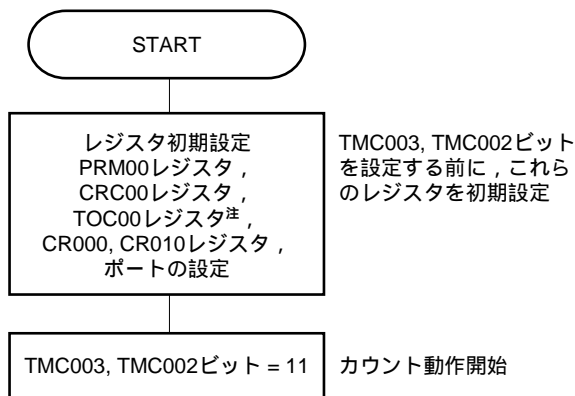 START
レジスタ初期設定
PRM00レジスタ，
CRC00レジスタ，
TOC00レジスタ注，
CR000, CR010レジスタ，
ポートの設定
TMC003, TMC002ビット
を設定する前に，これら
のレジスタを初期設定
TMC003, TMC002ビット = 11
カウント動作開始